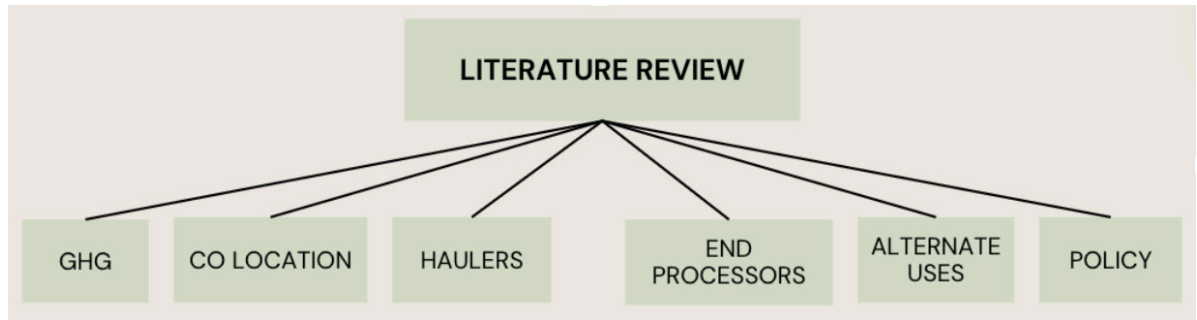 LITERATURE REVIEW
GHG
CO LOCATION
HAULERS
END
PROCESSORS
ALTERNATE
USES
POLICY